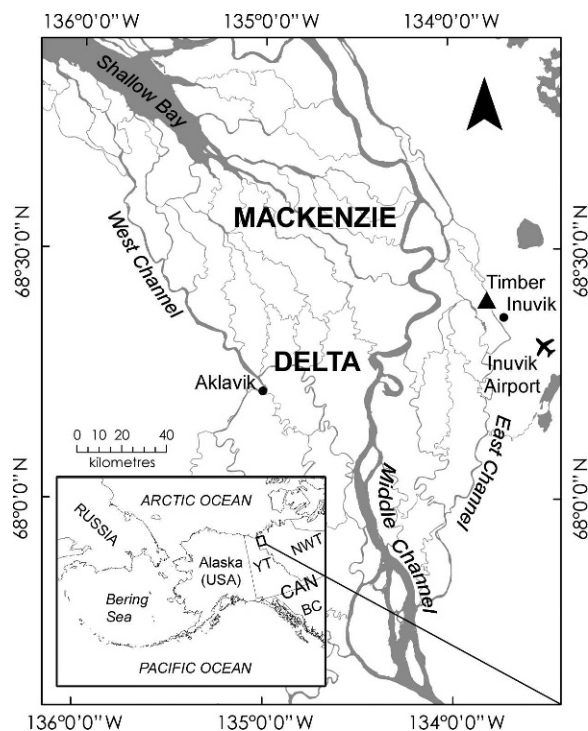 136°0'0"W 135°0'0"W 134°0'0"W
Shallow Bay
MACKENZIE
68°30'0"N 68°30'0"N
West Channel
Timber
Inuvik
DELTA
Inuvik
Airport
Aklavik
0 10 20 40
kilometres
East Channel
Middle Channel
68°0'0"N 68°0'0"N
ARCTIC OCEAN
RUSSIA
NWT
Alaska
(USA)
YT
CAN
BC
Bering
Sea
PACIFIC OCEAN
136°0'0"W 135°0'0"W 134°0'0"W